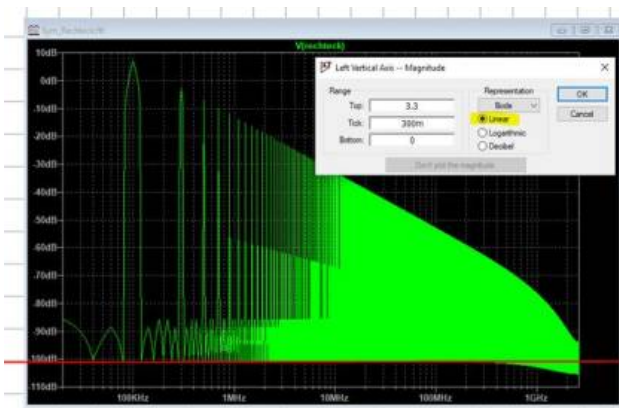 V(rechteck)
10dB
0dB
-10dB
-20dB
-30dB
-40dB
-50dB
-60dB
-70dB
-80dB
-90dB
-100dB
-110dB
100KHz 1MHz 10MHz 100MHz 1GHz
Left Vertical Axis -- Magnitude
Range
Top: 3.3
Tick: 300m
Bottom: 0
Representation
Bode
Linear
Logarithmic
Decibel
OK
Cancel
Don't plot the magnitude